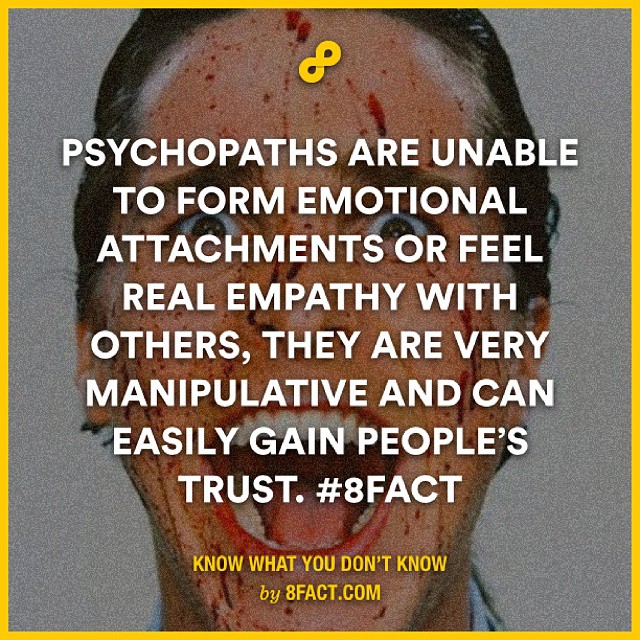 PSYCHOPATHS ARE UNABLE
TO FORM EMOTIONAL
ATTACHMENTS OR FEEL
REAL EMPATHY WITH
OTHERS, THEY ARE VERY
MANIPULATIVE AND CAN
EASILY GAIN PEOPLE’S
TRUST. #8FACT
KNOW WHAT YOU DON’T KNOW
by 8FACT.COM